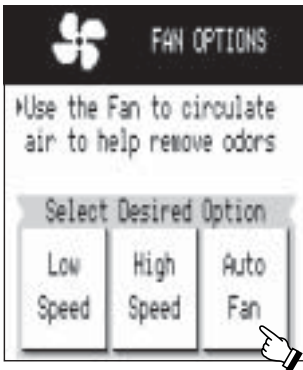 FAN OPTIONS
Use the Fan to circulate
air to help remove odors
Select Desired Option
Low High Auto
Speed Speed Fan